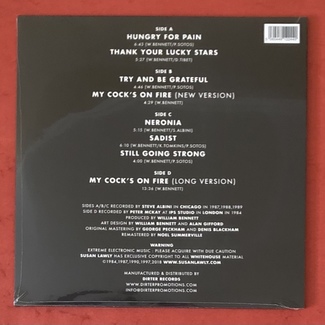 SIDE A
HUNGRY FOR PAIN
6:45 (W.BENNETT/P.SOTOS)
THANK YOUR LUCKY STARS
5:27 (W.BENNETT/D.TIBET)
SIDE B
TRY AND BE GRATEFUL
4:46 (W.BENNETT/P.SOTOS)
MY COCK'S ON FIRE (NEW VERSION)
4:39 (W.BENNETT)
SIDE C
NERONIA
5:15 (W.BENNETT/S.ALBINI)
SADIST
6:10 (W.BENNETT/K.TOMKINS/P.SOTOS)
STILL GOING STRONG
4:00 (W.BENNETT/P.SOTOS)
SIDE D
MY COCK'S ON FIRE (LONG VERSION)
13:36 (W.BENNETT)
SIDES A/B/C RECORDED BY STEVE ALBINI IN CHICAGO IN 1987,1988,1989
SIDE D RECORDED BY PETER MCKAY AT IPS STUDIO IN LONDON IN 1984
PRODUCED BY WILLIAM BENNETT
ART DESIGN BY WILLIAM BENNETT AND ALAN GIFFORD
ORIGINAL MASTERING BY GEORGE PECKHAM AND DENIS BLACKHAM
REMASTERED BY NOEL SUMMERVILLE
WARNING
EXTREME ELECTRONIC MUSIC - PLEASE ACQUIRE WITH DUE CAUTION
SUSAN LAWLY HAS EXCLUSIVE COPYRIGHT TO ALL WHITEHOUSE MATERIAL
©1984,1987,1990,1997,2018 WWW.SUSANLAWLY.COM
MANUFACTURED & DISTRIBUTED BY
DIRTER RECORDS
WWW.DIRTERPROMOTIONS.COM
INFO@DIRTERPROMOTIONS.COM